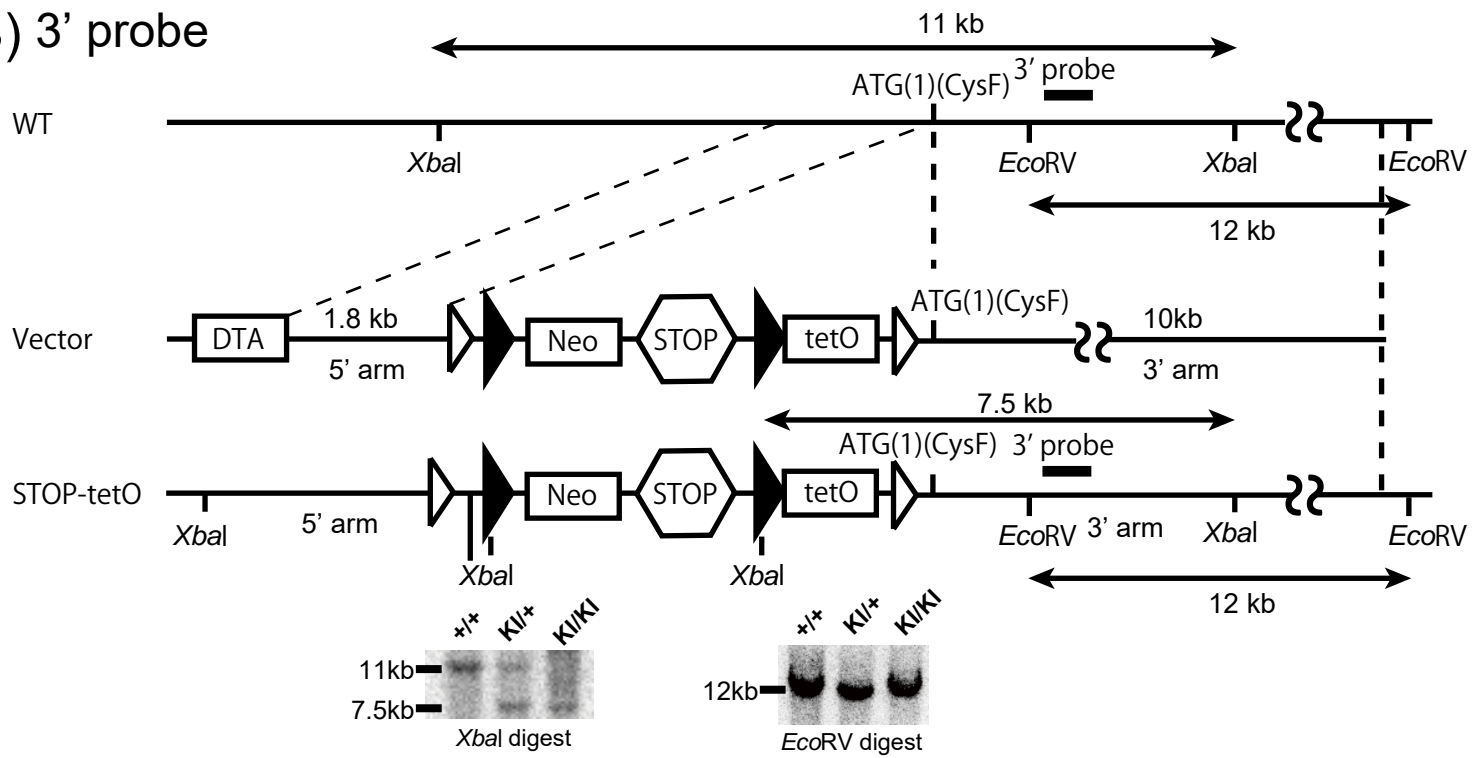 ) 3’ probe
11 kb
ATG(1)(CysF) 3’ probe
WT
XbaI EcoRV XbaI EcoRV
12 kb
ATG(1)(CysF)
Vector DTA 1.8 kb Neo STOP tetO 10kb
5’ arm 3’ arm
7.5 kb
ATG(1)(CysF) 3’ probe
STOP-tetO Neo STOP tetO
XbaI 5’ arm EcoRV 3’ arm XbaI EcoRV
XbaI XbaI
12 kb
+/+ KI/+ KI/KI
11kb
7.5kb
XbaI digest
+/+ KI/+ KI/KI
12kb
EcoRV digest